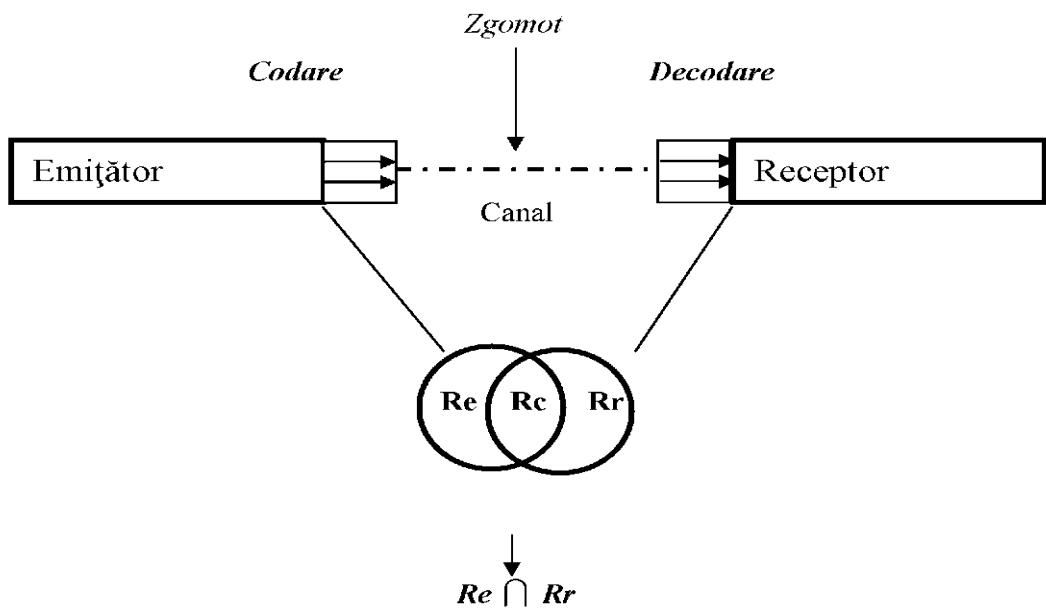 Zgomot
Codare Decodare
Emiţător Receptor
Canal
Re Rc Rr
Re ⋂ Rr